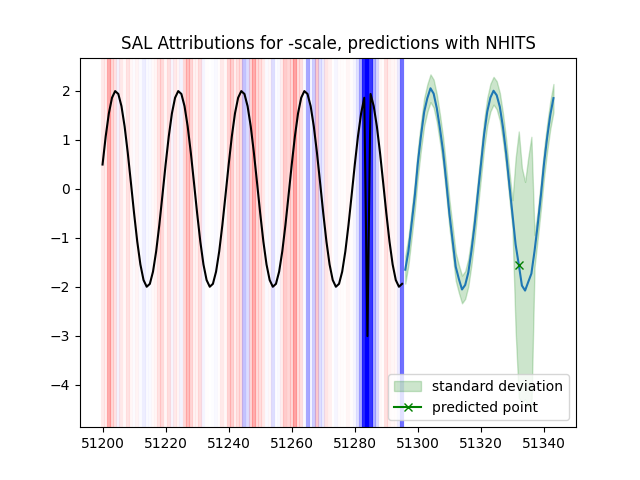 SAL Attributions for -scale, predictions with NHITS
2
1
0
−1
−2
−3
−4
standard deviation
predicted point
51200 51220 51240 51260 51280 51300 51320 51340